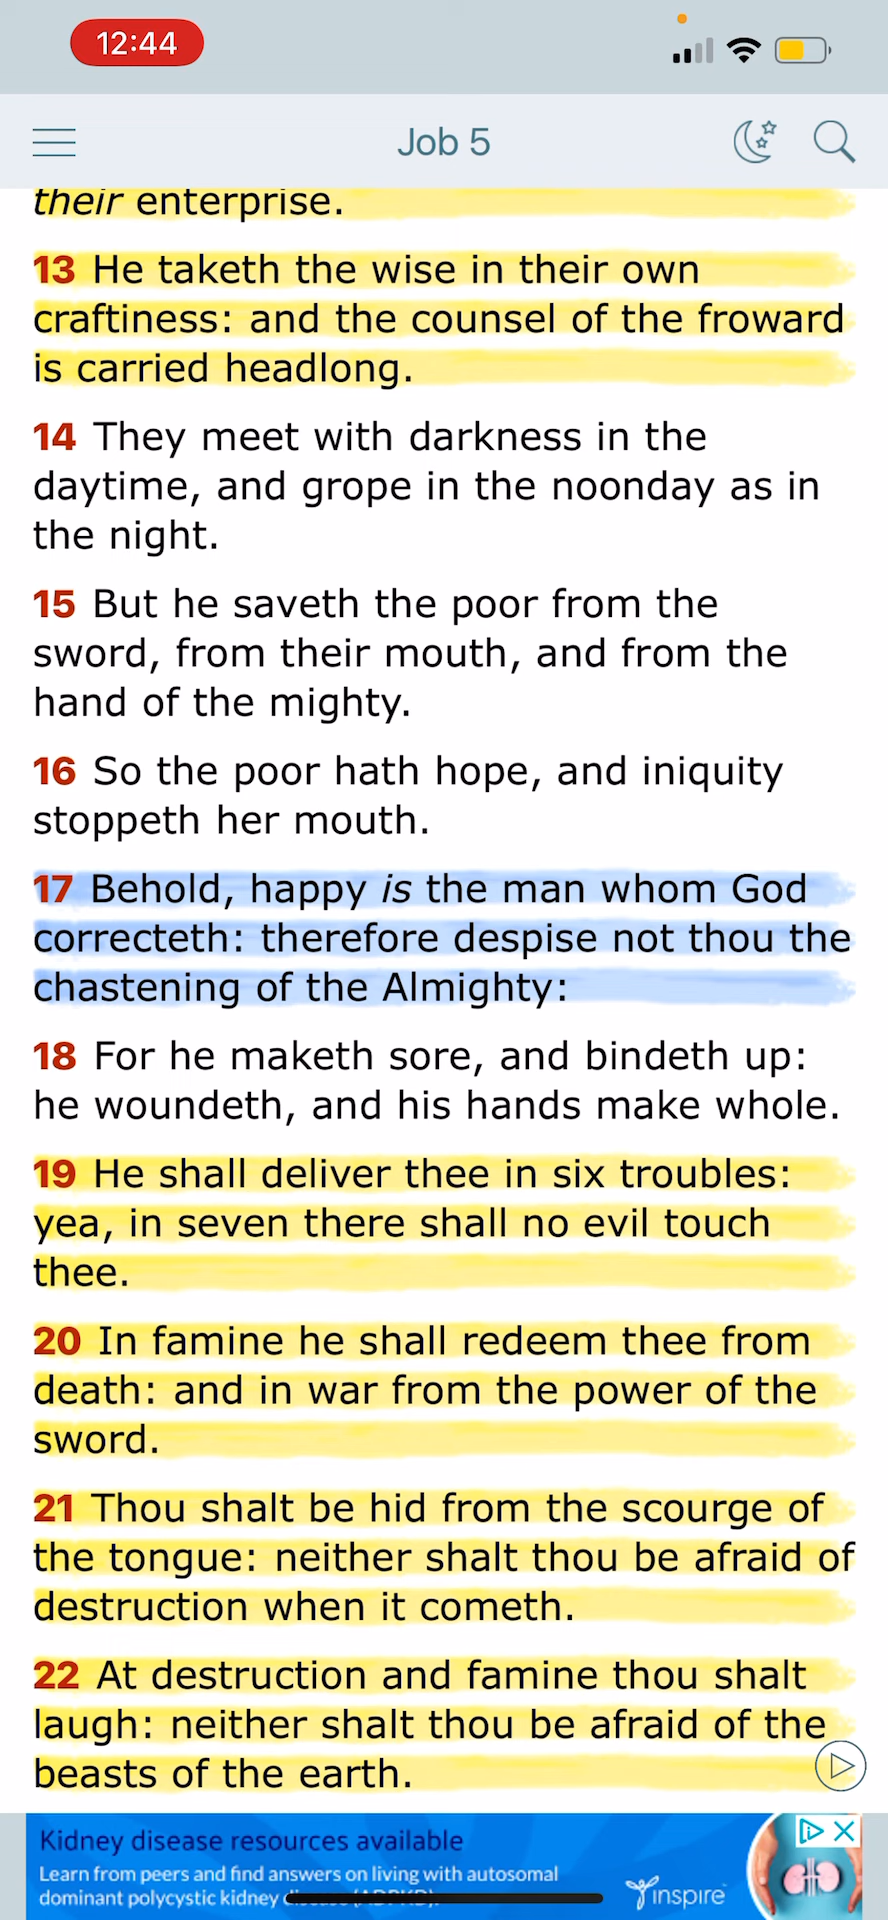 12:44
Job 5
their enterprise.
13 He taketh the wise in their own
craftiness: and the counsel of the froward
is carried headlong.
14 They meet with darkness in the
daytime, and grope in the noonday as in
the night.
15 But he saveth the poor from the
sword, from their mouth, and from the
hand of the mighty.
16 So the poor hath hope, and iniquity
stoppeth her mouth.
17 Behold, happy is the man whom God
correcteth: therefore despise not thou the
chastening of the Almighty:
18 For he maketh sore, and bindeth up:
he woundeth, and his hands make whole.
19 He shall deliver thee in six troubles:
yea, in seven there shall no evil touch
thee.
20 In famine he shall redeem thee from
death: and in war from the power of the
sword.
21 Thou shalt be hid from the scourge of
the tongue: neither shalt thou be afraid of
destruction when it cometh.
22 At destruction and famine thou shalt
laugh: neither shalt thou be afraid of the
beasts of the earth.
Kidney disease resources available
Learn from peers and find answers on living with autosomal
dominant polycystic kidney
inspire